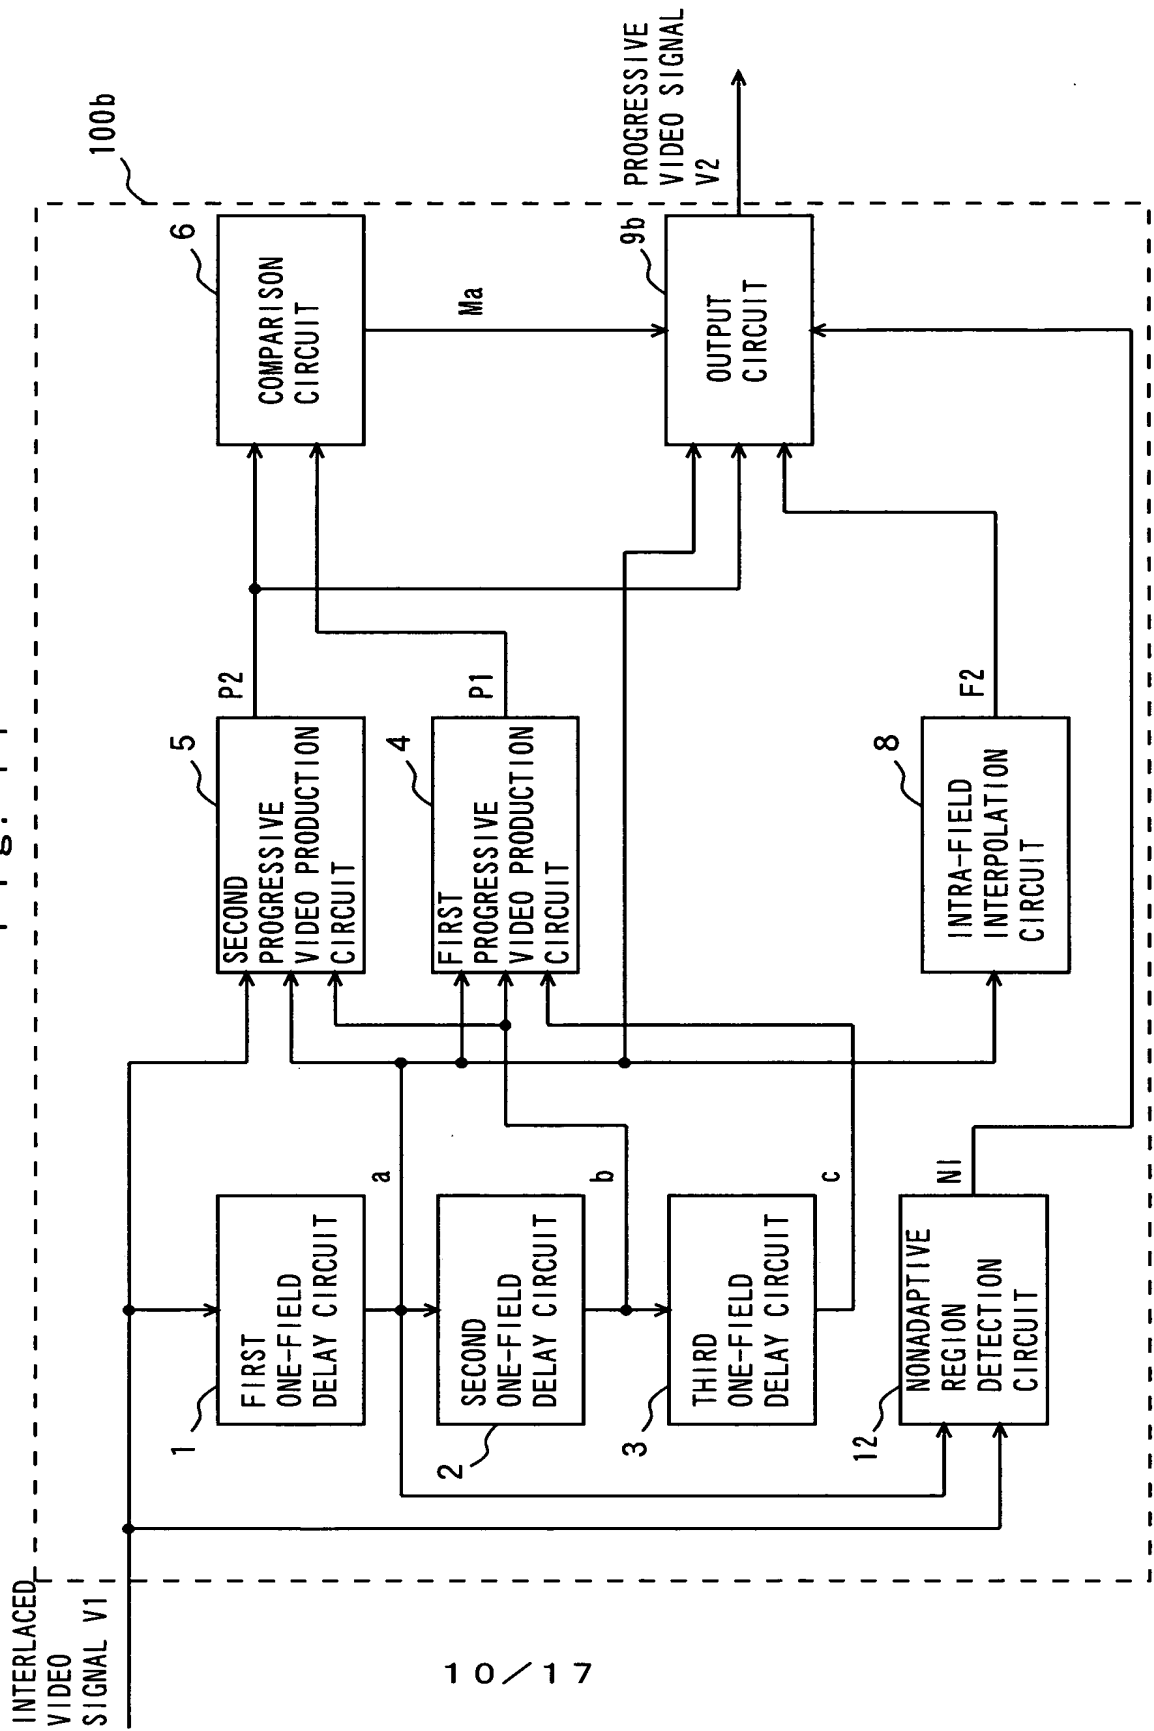 INTERLACED
VIDEO
SIGNAL V1
100b
1
FIRST
ONE-FIELD
DELAY CIRCUIT
a
2
SECOND
ONE-FIELD
DELAY CIRCUIT
b
3
THIRD
ONE-FIELD
DELAY CIRCUIT
c
12
NONADAPTIVE
REGION
DETECTION
CIRCUIT
NI
5
SECOND
PROGRESSIVE
VIDEO PRODUCTION
CIRCUIT
P2
4
FIRST
PROGRESSIVE
VIDEO PRODUCTION
CIRCUIT
P1
8
INTRA-FIELD
INTERPOLATION
CIRCUIT
F2
6
COMPARISON
CIRCUIT
Ma
9b
OUTPUT
CIRCUIT
PROGRESSIVE
VIDEO SIGNAL
V2
10/17